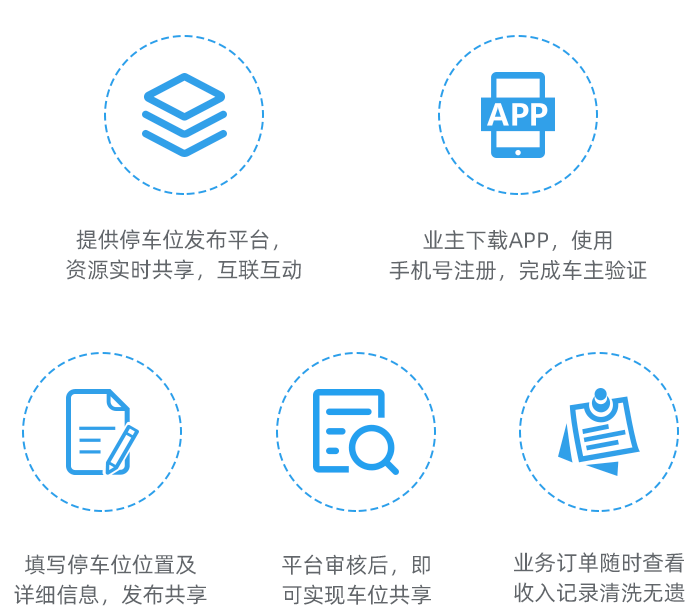 APP
提供停车位发布平台，
资源实时共享，互联互动
业主下载APP，使用
手机号注册，完成车主验证
填写停车位位置及
详细信息，发布共享
平台审核后，即
可实现车位共享
业务订单随时查看
收入记录清洗无遗